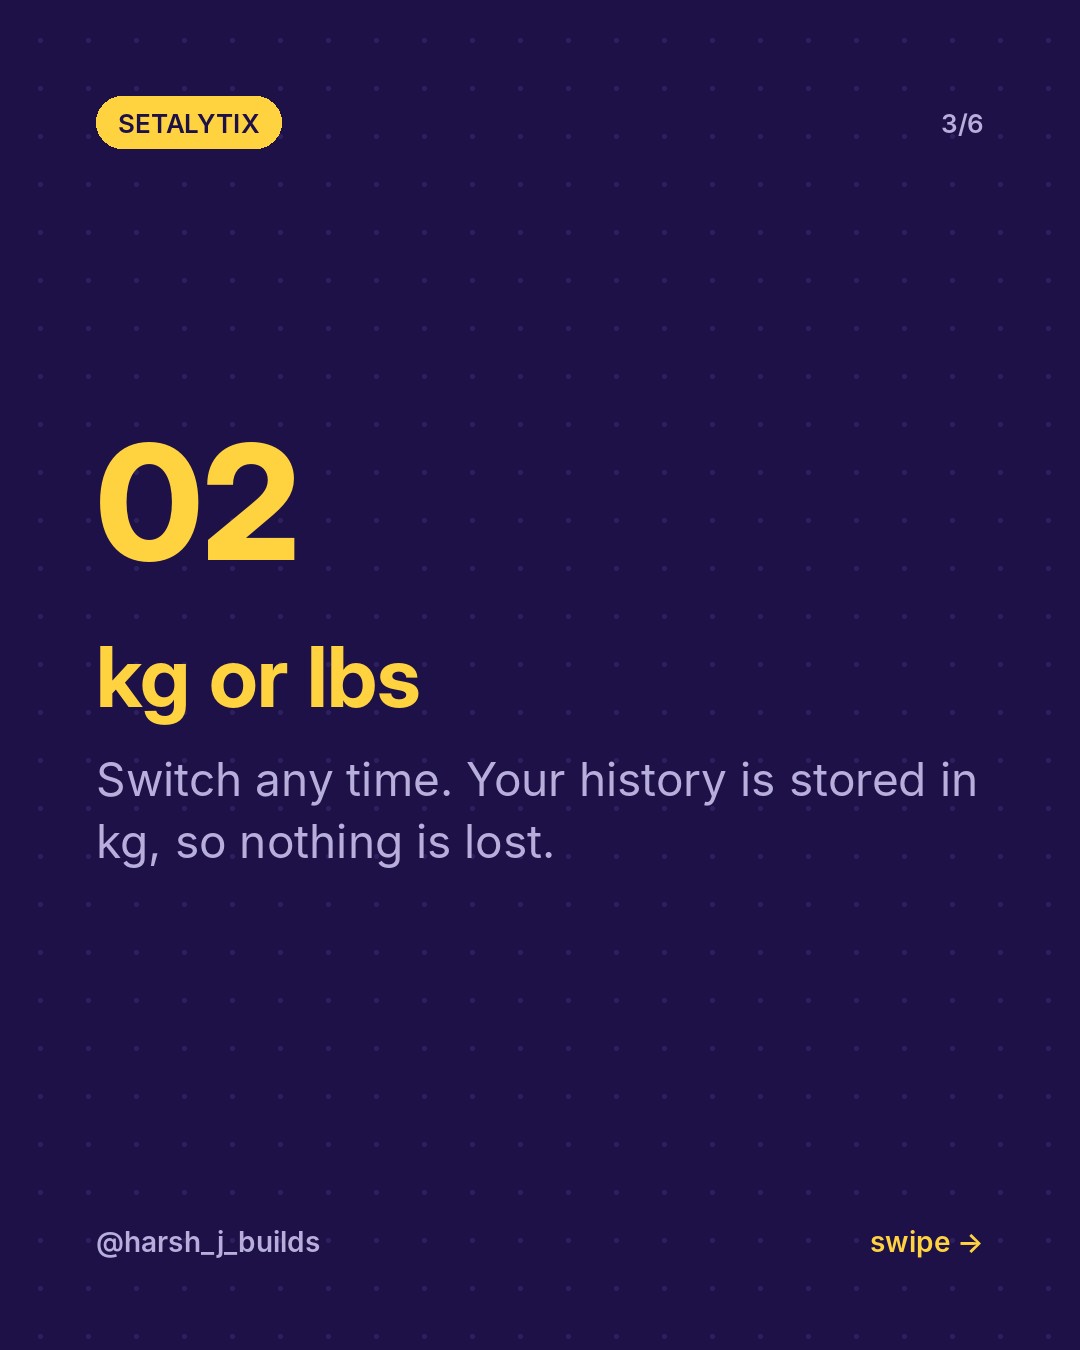 SETALYTIX
3/6
02
kg or lbs
Switch any time. Your history is stored in
kg, so nothing is lost.
@harsh_j_builds
swipe →